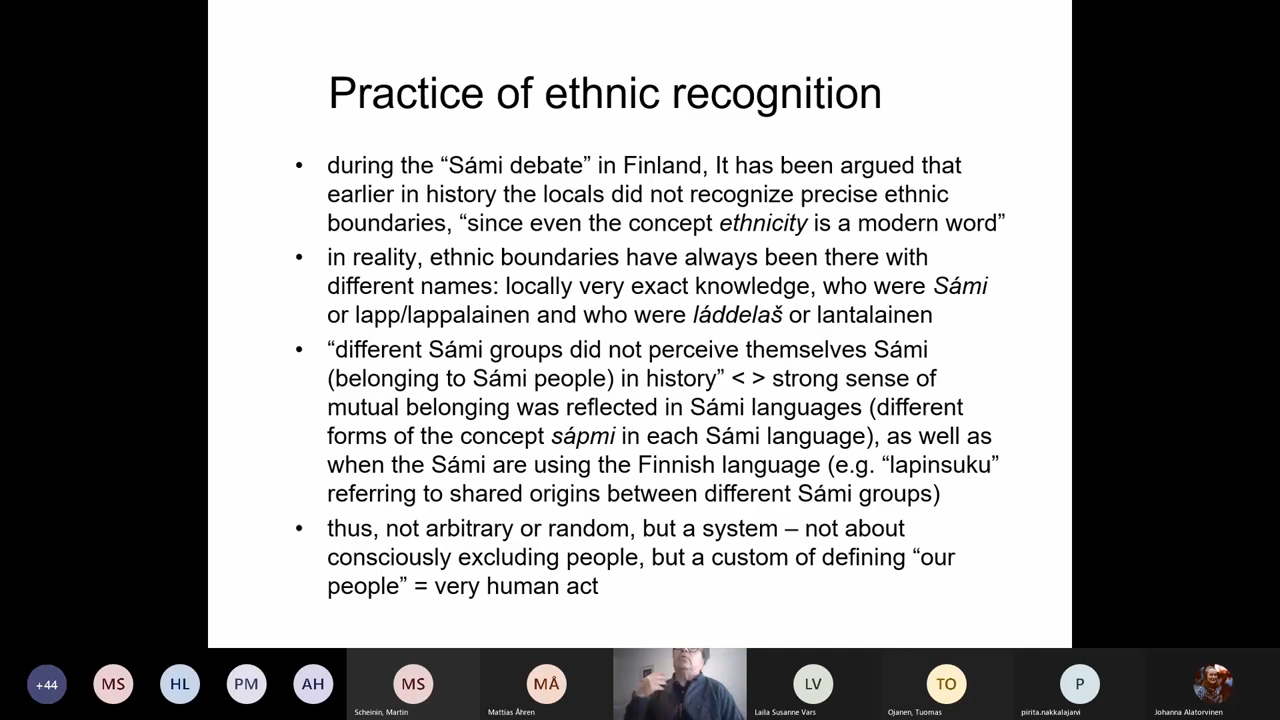 Practice of ethnic recognition
• during the “Sámi debate” in Finland, It has been argued that
earlier in history the locals did not recognize precise ethnic
boundaries, “since even the concept ethnicity is a modern word”
• in reality, ethnic boundaries have always been there with
different names: locally very exact knowledge, who were Sámi
or lapp/lappalainen and who were láddelaš or lantalainen
• “different Sámi groups did not perceive themselves Sámi
(belonging to Sámi people) in history” < > strong sense of
mutual belonging was reflected in Sámi languages (different
forms of the concept sápmi in each Sámi language), as well as
when the Sámi are using the Finnish language (e.g. “lapinsuku”
referring to shared origins between different Sámi groups)
• thus, not arbitrary or random, but a system – not about
consciously excluding people, but a custom of defining “our
people” = very human act
+44 MS HL PM AH MS MÅ LV TO P
Scheinin, Martin Mattias Åhren Laila Susanne Vars Ojanen, Tuomas pirita.nakkalajarvi Johanna Alatorvinen